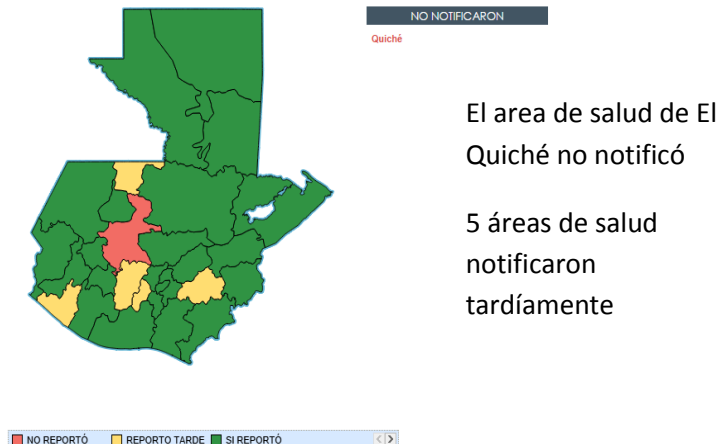 NO NOTIFICARON
Quiché
El area de salud de El
Quiché no notificó
5 áreas de salud
notificaron
tardíamente
NO REPORTÓ REPORTO TARDE SI REPORTÓ